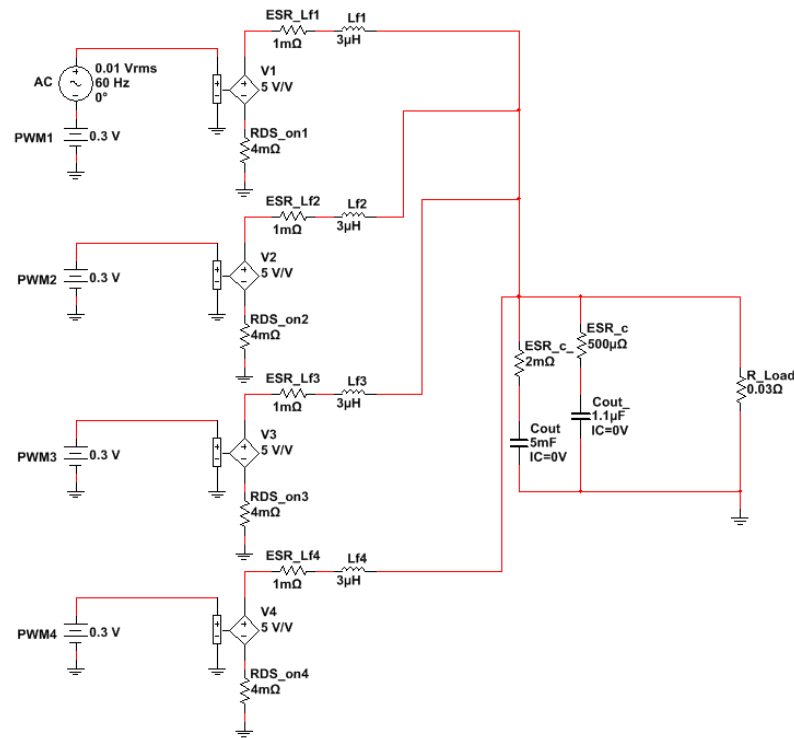 ESR_Lf1
Lf1
1mΩ
3µH
AC
0.01 Vrms
60 Hz
0°
V1
5 V/V
PWM1
0.3 V
RDS_on1
4mΩ
ESR_Lf2
Lf2
1mΩ
3µH
V2
5 V/V
PWM2
0.3 V
RDS_on2
4mΩ
ESR_c
500µΩ
ESR_c_
2mΩ
R_Load
0.03Ω
ESR_Lf3
Lf3
1mΩ
3µH
Cout_
1.1µF
IC=0V
Cout
5mF
IC=0V
V3
5 V/V
PWM3
0.3 V
RDS_on3
4mΩ
ESR_Lf4
Lf4
1mΩ
3µH
V4
5 V/V
PWM4
0.3 V
RDS_on4
4mΩ